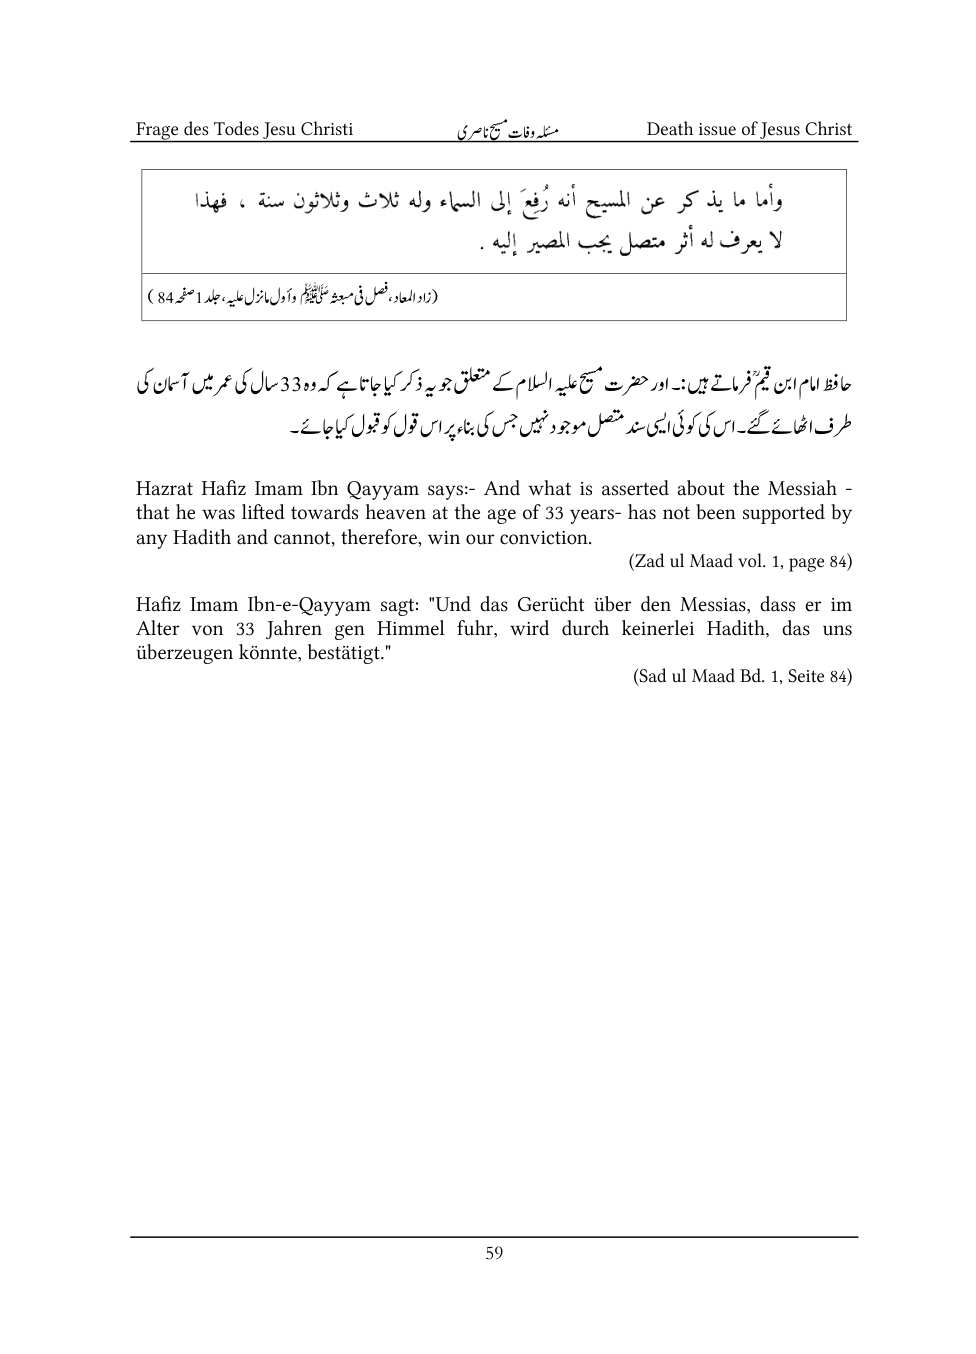 Frage des Todes Jesu Christi مسئلہ وفات مسیح ناصری Death issue of Jesus Christ
وأما ما يذكر عن المسيح أنه رُفِعَ إلى السماء وله ثلاث وثلاثون سنة ، فهذا
لا يعرف له أثر متصل يجب المصير إليه .
(زاد المعاد، فصل فی مبعثہ ﷺ وأول ما نزل علیہ، جلد 1 صفحہ 84 )
حافظ امام ابن قیمؒ فرماتے ہیں:۔ اور حضرت مسیح علیہ السلام کے متعلق جو یہ ذکر کیا جاتا ہے کہ وہ 33 سال کی عمر میں آسمان کی
طرف اٹھائے گئے۔ اس کی کوئی ایسی سند متصل موجود نہیں جس کی بناء پر اس قول کو قبول کیا جائے۔
Hazrat Hafiz Imam Ibn Qayyam says:- And what is asserted about the Messiah -
that he was lifted towards heaven at the age of 33 years- has not been supported by
any Hadith and cannot, therefore, win our conviction.
(Zad ul Maad vol. 1, page 84)
Hafiz Imam Ibn-e-Qayyam sagt: "Und das Gerücht über den Messias, dass er im
Alter von 33 Jahren gen Himmel fuhr, wird durch keinerlei Hadith, das uns
überzeugen könnte, bestätigt."
(Sad ul Maad Bd. 1, Seite 84)
59